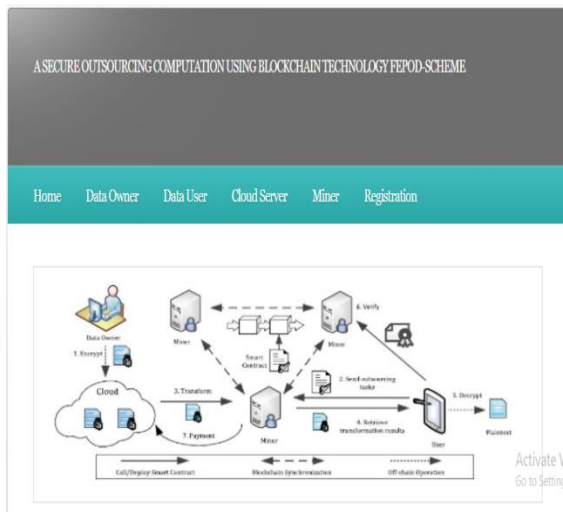 A SECURE OUTSOURCING COMPUTATION USING BLOCKCHAIN TECHNOLOGY FEPOD-SCHEME
Home Data Owner Data User Cloud Server Miner Registration
Data Owner
Miner
Miner
6. Verify
1. Encrypt
Smart
Contract
Cloud
3. Transform
2. Send outsourcing
tasks
5. Decrypt
7. Payment
Miner
4. Retrieve
transformation results
User
Plaintext
Call/Deploy Smart Contract
Blockchain Synchronization
Off-chain Operation
Activate
Go to Setting